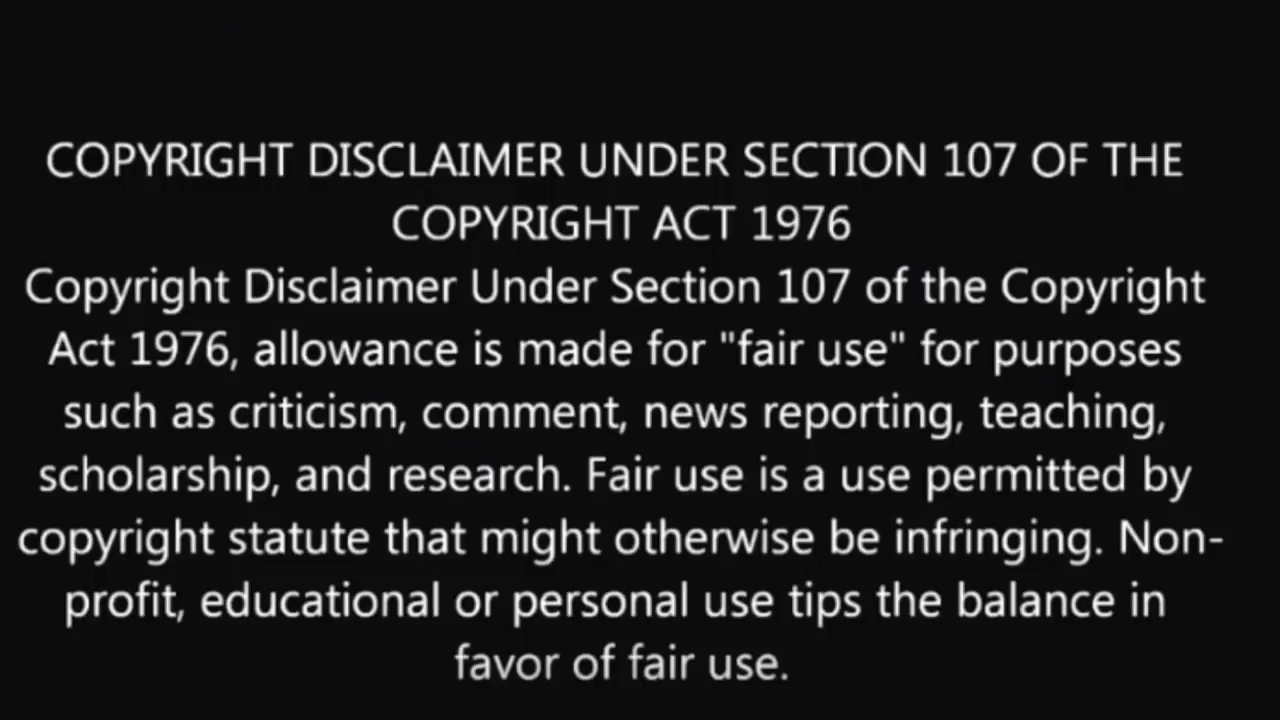 COPYRIGHT DISCLAIMER UNDER SECTION 107 OF THE
COPYRIGHT ACT 1976
Copyright Disclaimer Under Section 107 of the Copyright
Act 1976, allowance is made for "fair use" for purposes
such as criticism, comment, news reporting, teaching,
scholarship, and research. Fair use is a use permitted by
copyright statute that might otherwise be infringing. Non-
profit, educational or personal use tips the balance in
favor of fair use.